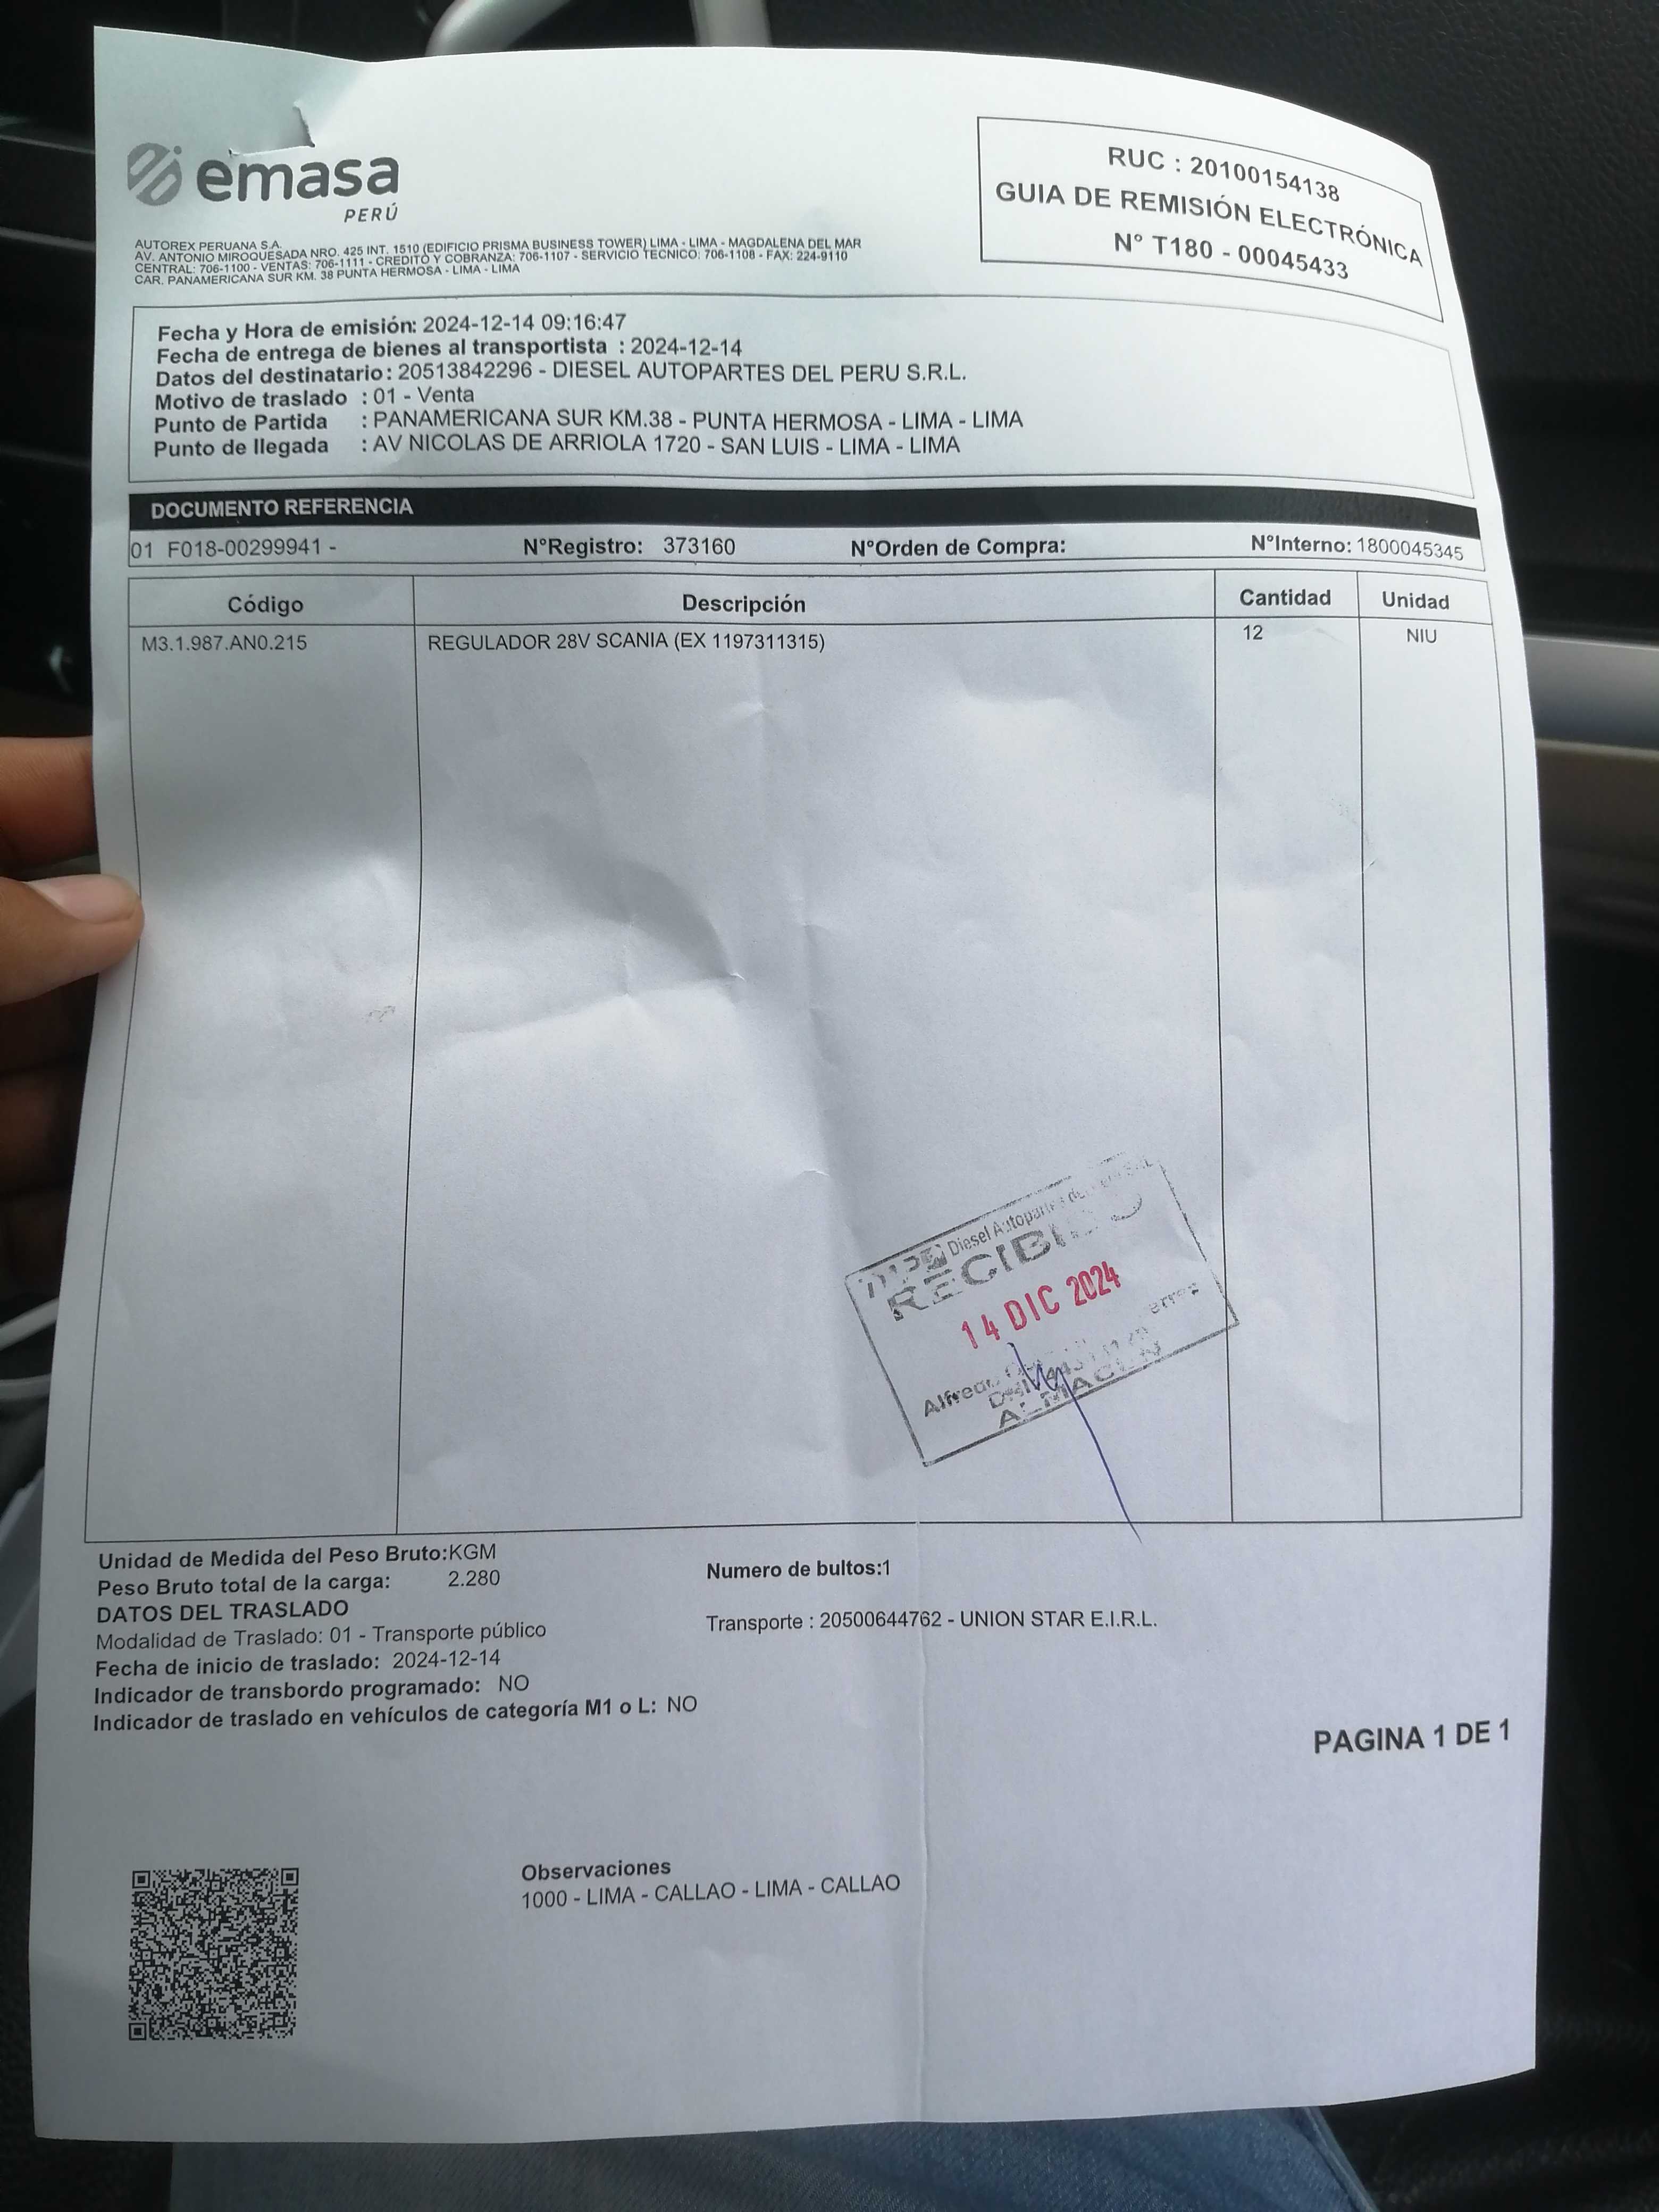 emasa
PERÚ
RUC : 20100154138
GUIA DE REMISIÓN ELECTRÓNICA
N° T180 - 00045433
AUTOREX PERUANA S.A.
AV. ANTONIO MIROQUESADA NRO. 425 INT. 1510 (EDIFICIO PRISMA BUSINESS TOWER) LIMA - LIMA - MAGDALENA DEL MAR
CENTRAL: 706-1100 - VENTAS: 706-1111 - CREDITO Y COBRANZA: 706-1107 - SERVICIO TECNICO: 706-1108 - FAX: 224-9110
CAR. PANAMERICANA SUR KM. 38 PUNTA HERMOSA - LIMA - LIMA
Fecha y Hora de emisión: 2024-12-14 09:16:47
Fecha de entrega de bienes al transportista : 2024-12-14
Datos del destinatario: 20513842296 - DIESEL AUTOPARTES DEL PERU S.R.L.
Motivo de traslado : 01 - Venta
Punto de Partida : PANAMERICANA SUR KM.38 - PUNTA HERMOSA - LIMA - LIMA
Punto de llegada : AV NICOLAS DE ARRIOLA 1720 - SAN LUIS - LIMA - LIMA
DOCUMENTO REFERENCIA
01 F018-00299941 - N°Registro: 373160 N°Orden de Compra: N°Interno: 1800045345
Código Descripción Cantidad Unidad
M3.1.987.AN0.215 REGULADOR 28V SCANIA (EX 1197311315) 12 NIU
Diesel Autopartes
RECIBIDO
14 DIC 2024
Alfredo
ALMACEN
Unidad de Medida del Peso Bruto:KGM
Peso Bruto total de la carga: 2.280
Numero de bultos:1
DATOS DEL TRASLADO
Modalidad de Traslado: 01 - Transporte público
Transporte : 20500644762 - UNION STAR E.I.R.L.
Fecha de inicio de traslado: 2024-12-14
Indicador de transbordo programado: NO
Indicador de traslado en vehículos de categoría M1 o L: NO
PAGINA 1 DE 1
Observaciones
1000 - LIMA - CALLAO - LIMA - CALLAO